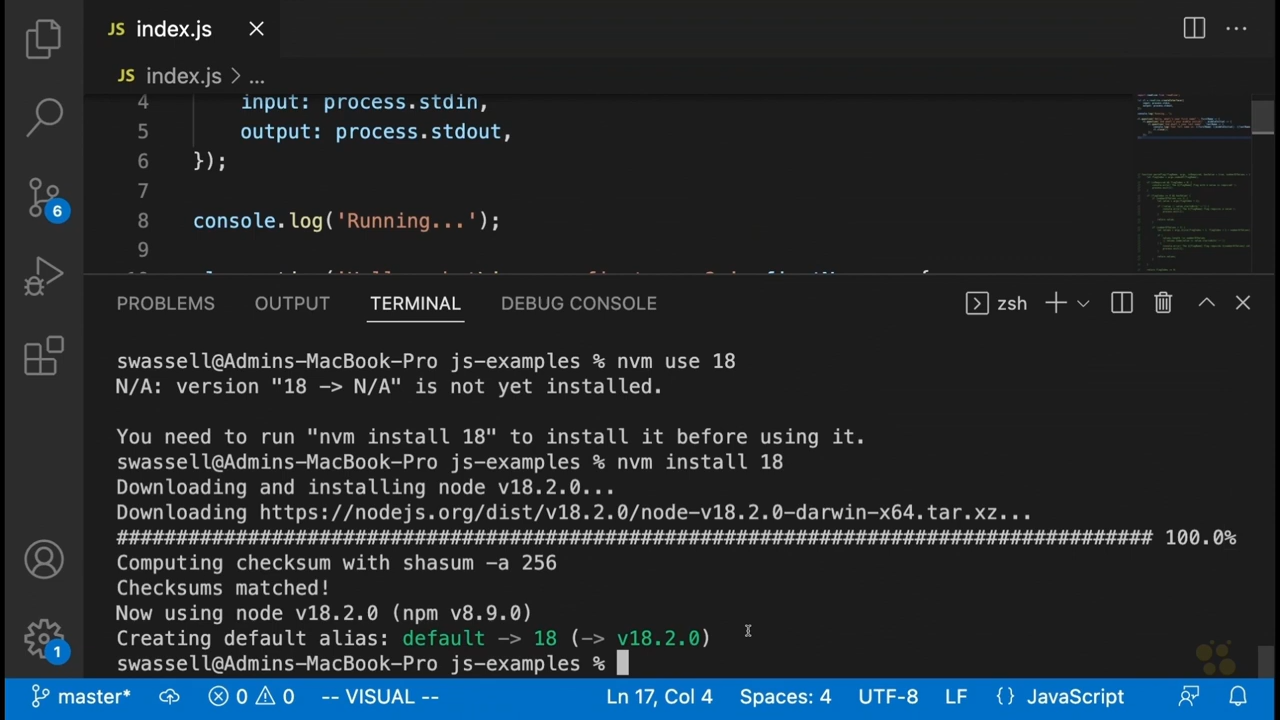 JS index.js
JS index.js > ...
4 input: process.stdin,
5 output: process.stdout,
6 });
7
8 console.log('Running...');
9
6
PROBLEMS OUTPUT TERMINAL DEBUG CONSOLE zsh
swassell@Admins-MacBook-Pro js-examples % nvm use 18
N/A: version "18 -> N/A" is not yet installed.
You need to run "nvm install 18" to install it before using it.
swassell@Admins-MacBook-Pro js-examples % nvm install 18
Downloading and installing node v18.2.0...
Downloading https://nodejs.org/dist/v18.2.0/node-v18.2.0-darwin-x64.tar.xz...
####################################################################################### 100.0%
Computing checksum with shasum -a 256
Checksums matched!
Now using node v18.2.0 (npm v8.9.0)
Creating default alias: default -> 18 (-> v18.2.0)
swassell@Admins-MacBook-Pro js-examples %
1
master* 0 0 -- VISUAL -- Ln 17, Col 4 Spaces: 4 UTF-8 LF {} JavaScript